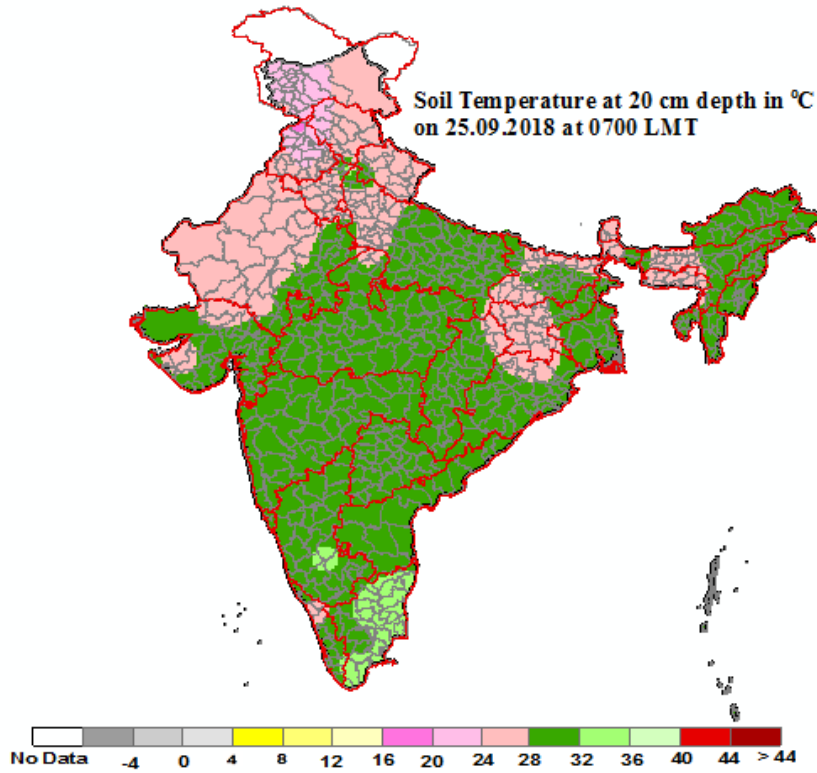 Soil Temperature at 20 cm depth in °C
on 25.09.2018 at 0700 LMT
No Data -4 0 4 8 12 16 20 24 28 32 36 40 44 > 44